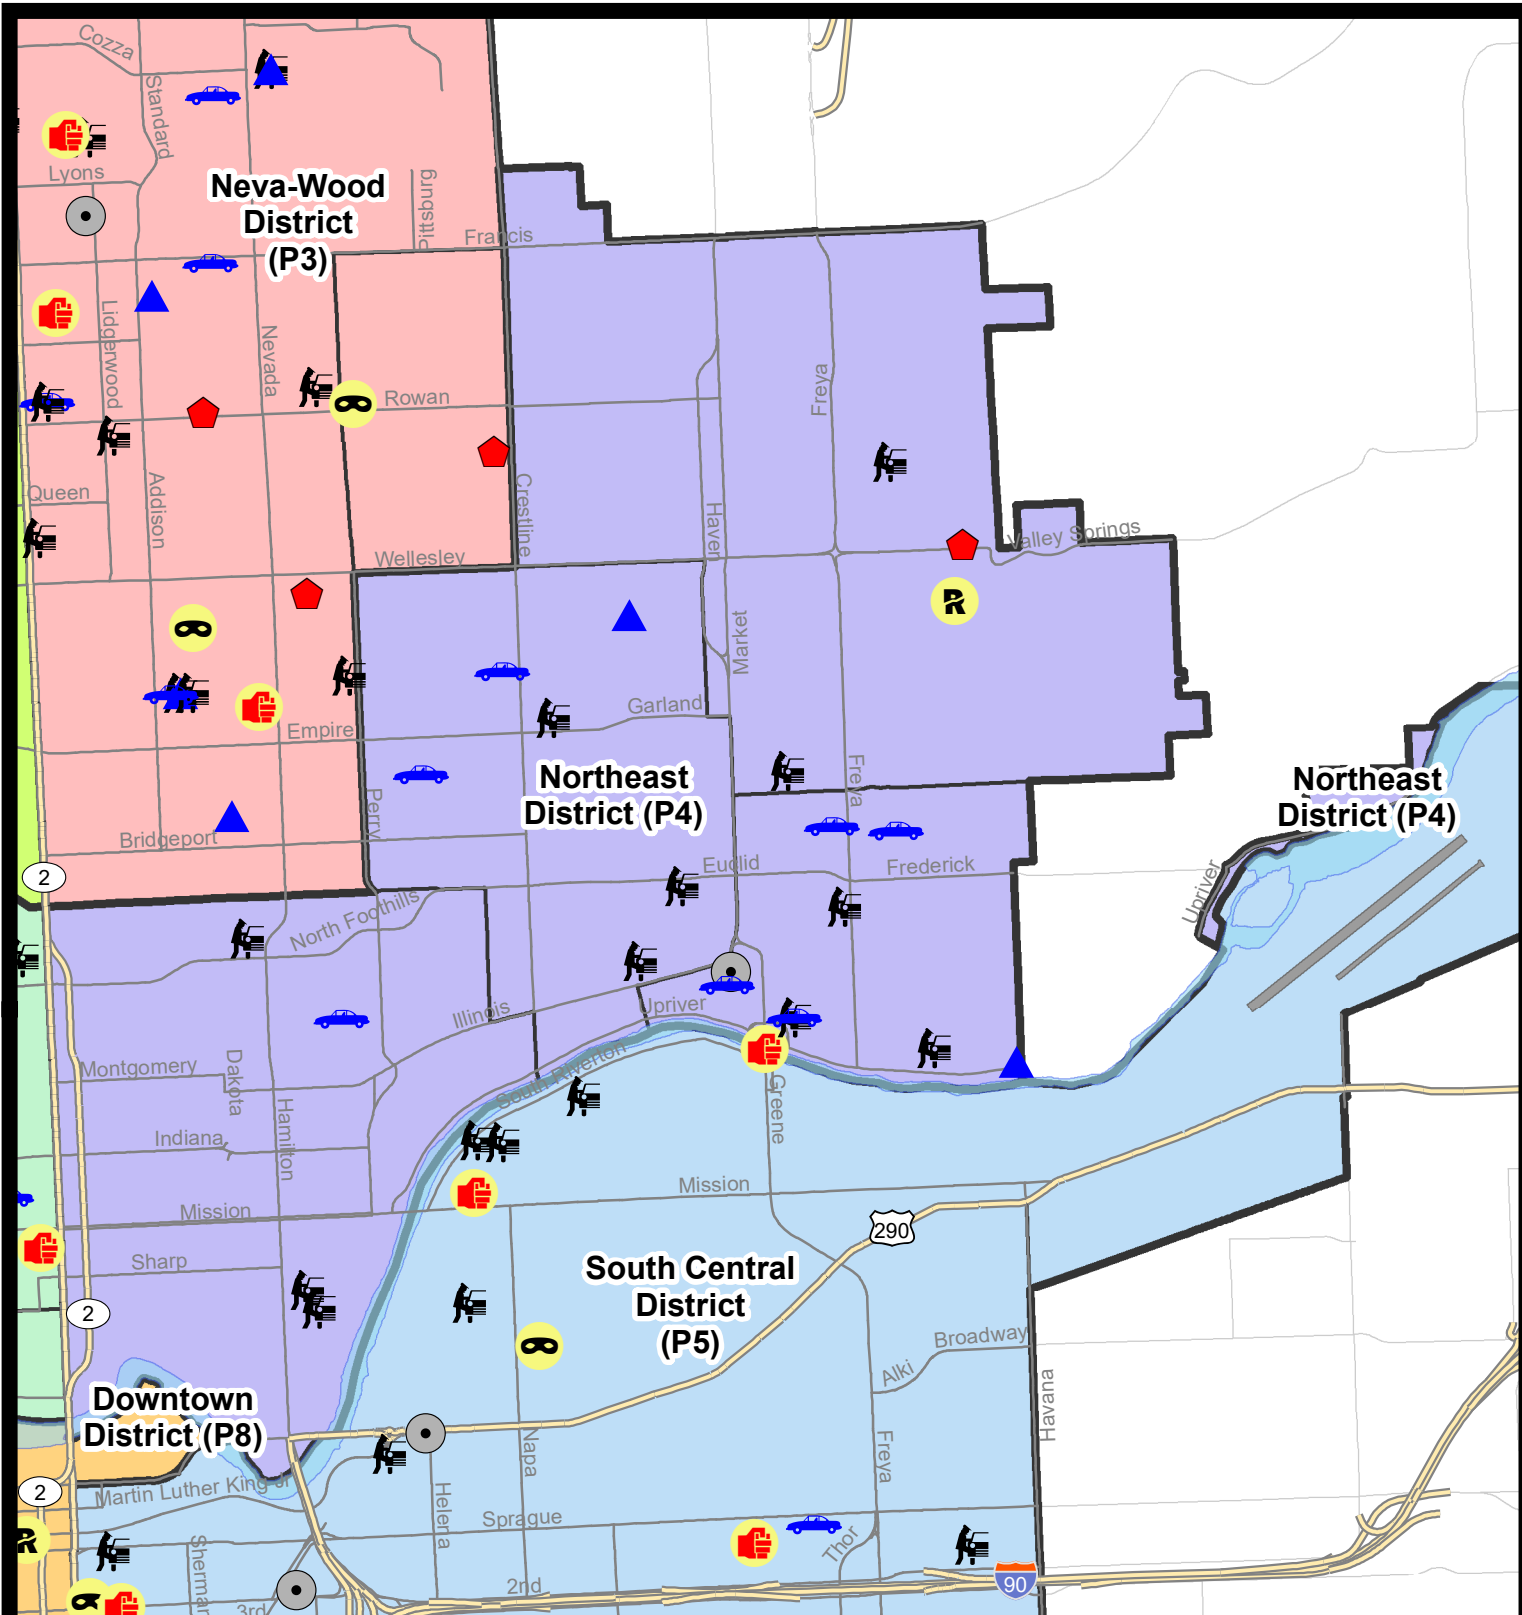 Cozza
Standard
Lyons
Neva-Wood
District
(P3)
Pittsburg
Francis
Lidgerwood
Nevada
Freya
Rowan
Queen
Addison
Crestline
Haven
Valley Springs
Wellesley
Market
Garland
Empire
Northeast
District (P4)
Northeast
District (P4)
Freya
Perry
Bridgeport
Euclid
Frederick
Upriver
2
North Foothills
Illinois
Upriver
South Riverton
Montgomery
Dakota
Hamilton
Greene
Indiana
Mission
Mission
290
Sharp
South Central
District
(P5)
2
Broadway
Alki
Havana
Downtown
District (P8)
Napa
Freya
Martin Luther King Jr
2
Helena
Sprague
Thor
Sherman
R
R
2nd
90
3rd